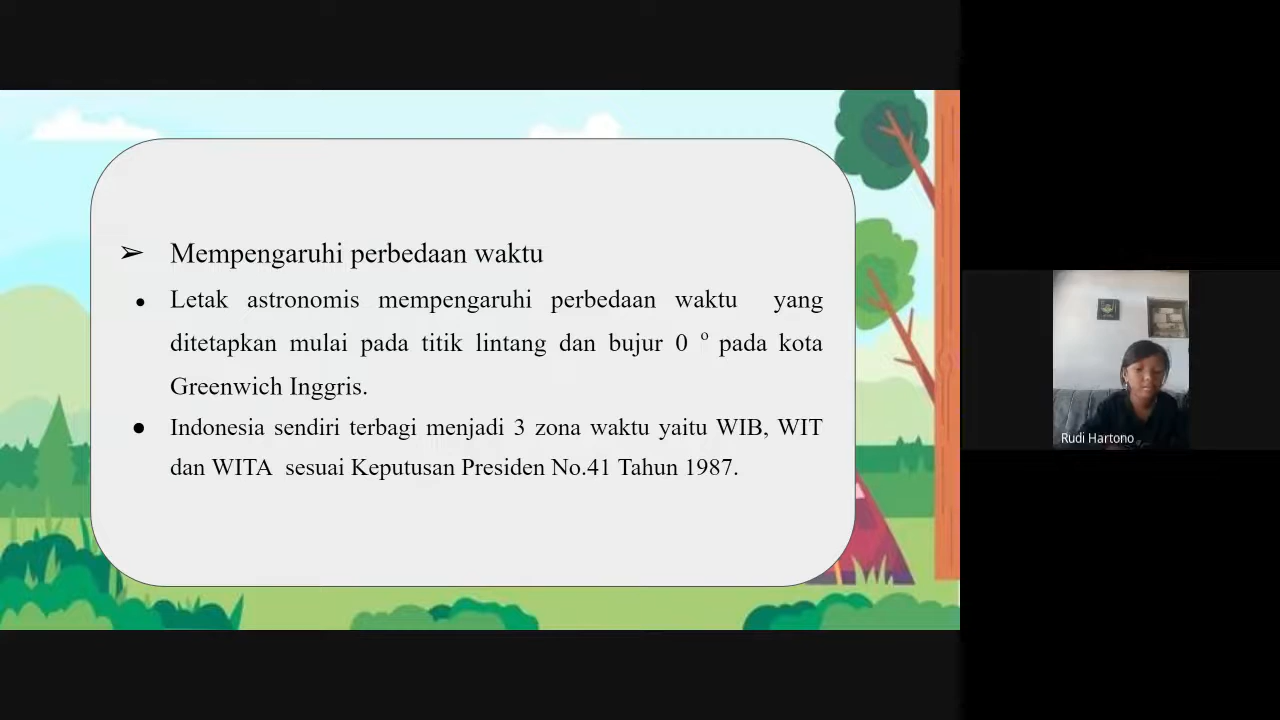 ➢ Mempengaruhi perbedaan waktu
● Letak astronomis mempengaruhi perbedaan waktu yang
ditetapkan mulai pada titik lintang dan bujur 0 º pada kota
Greenwich Inggris.
● Indonesia sendiri terbagi menjadi 3 zona waktu yaitu WIB, WIT
dan WITA sesuai Keputusan Presiden No.41 Tahun 1987.
Rudi Hartono